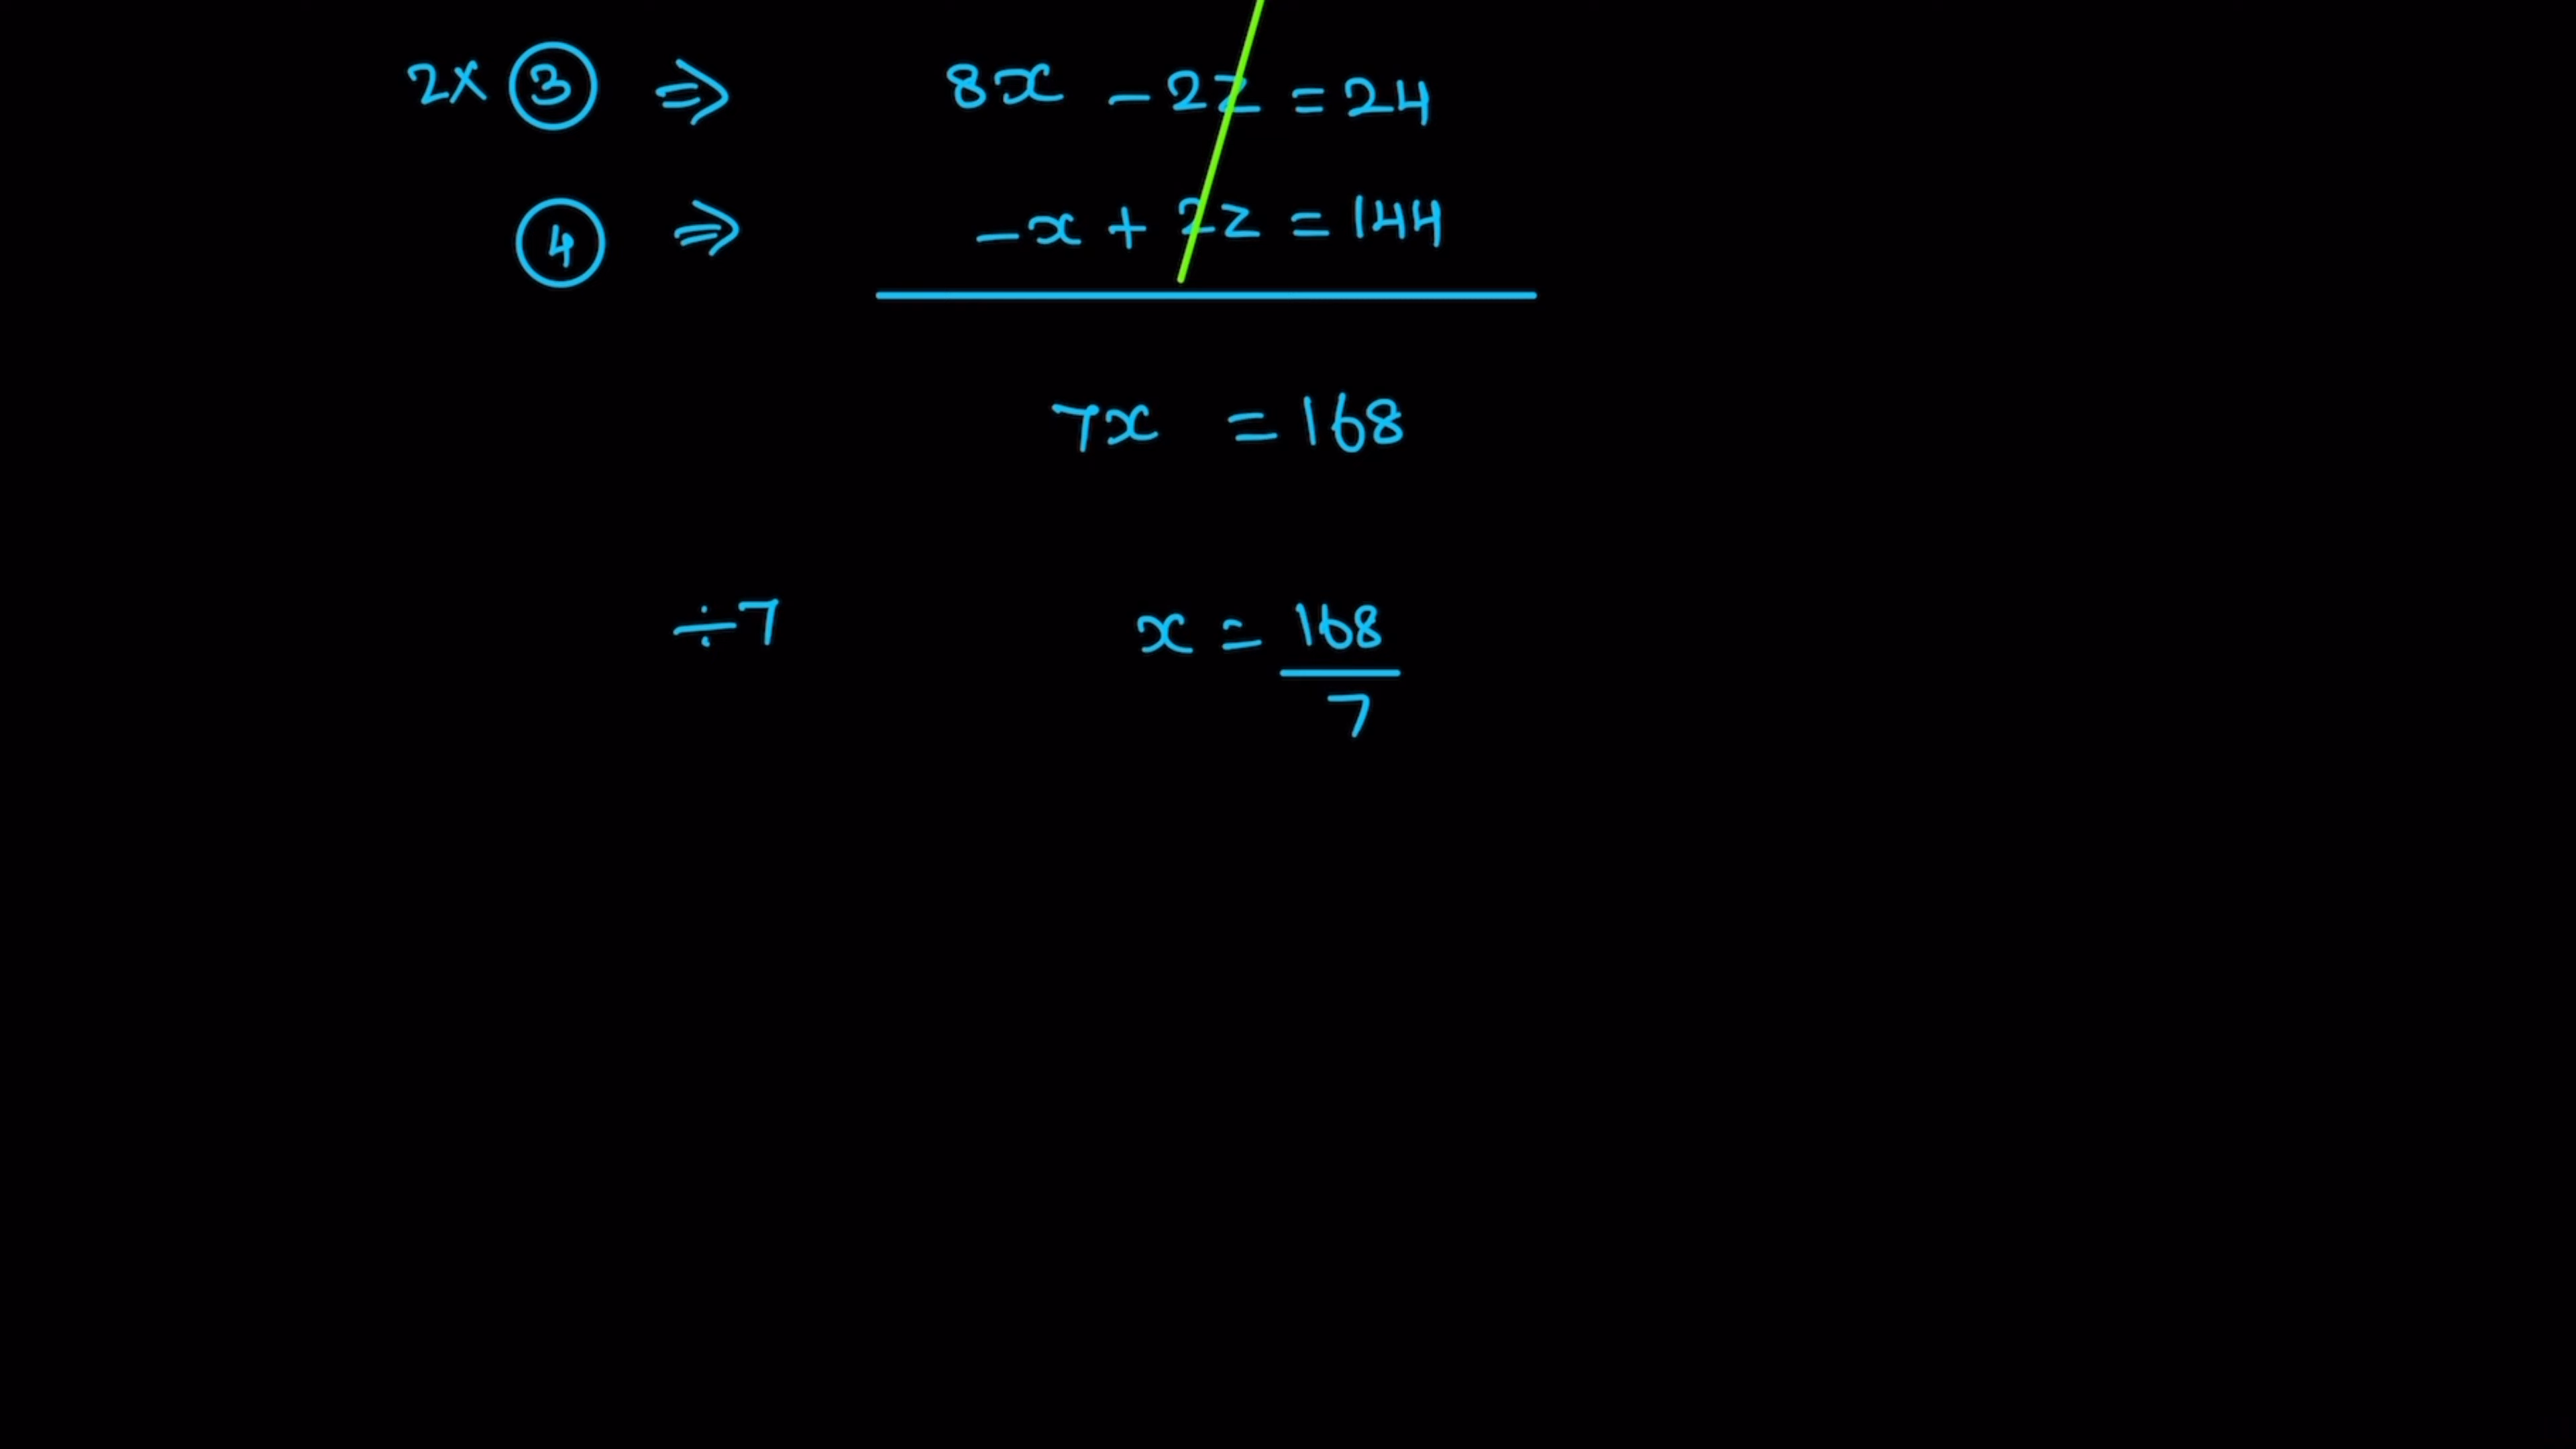 2x ③ ⇒ 8x - 2z = 24
④ ⇒ -x + 2z = 144
7x = 168
÷7 x = 168/7